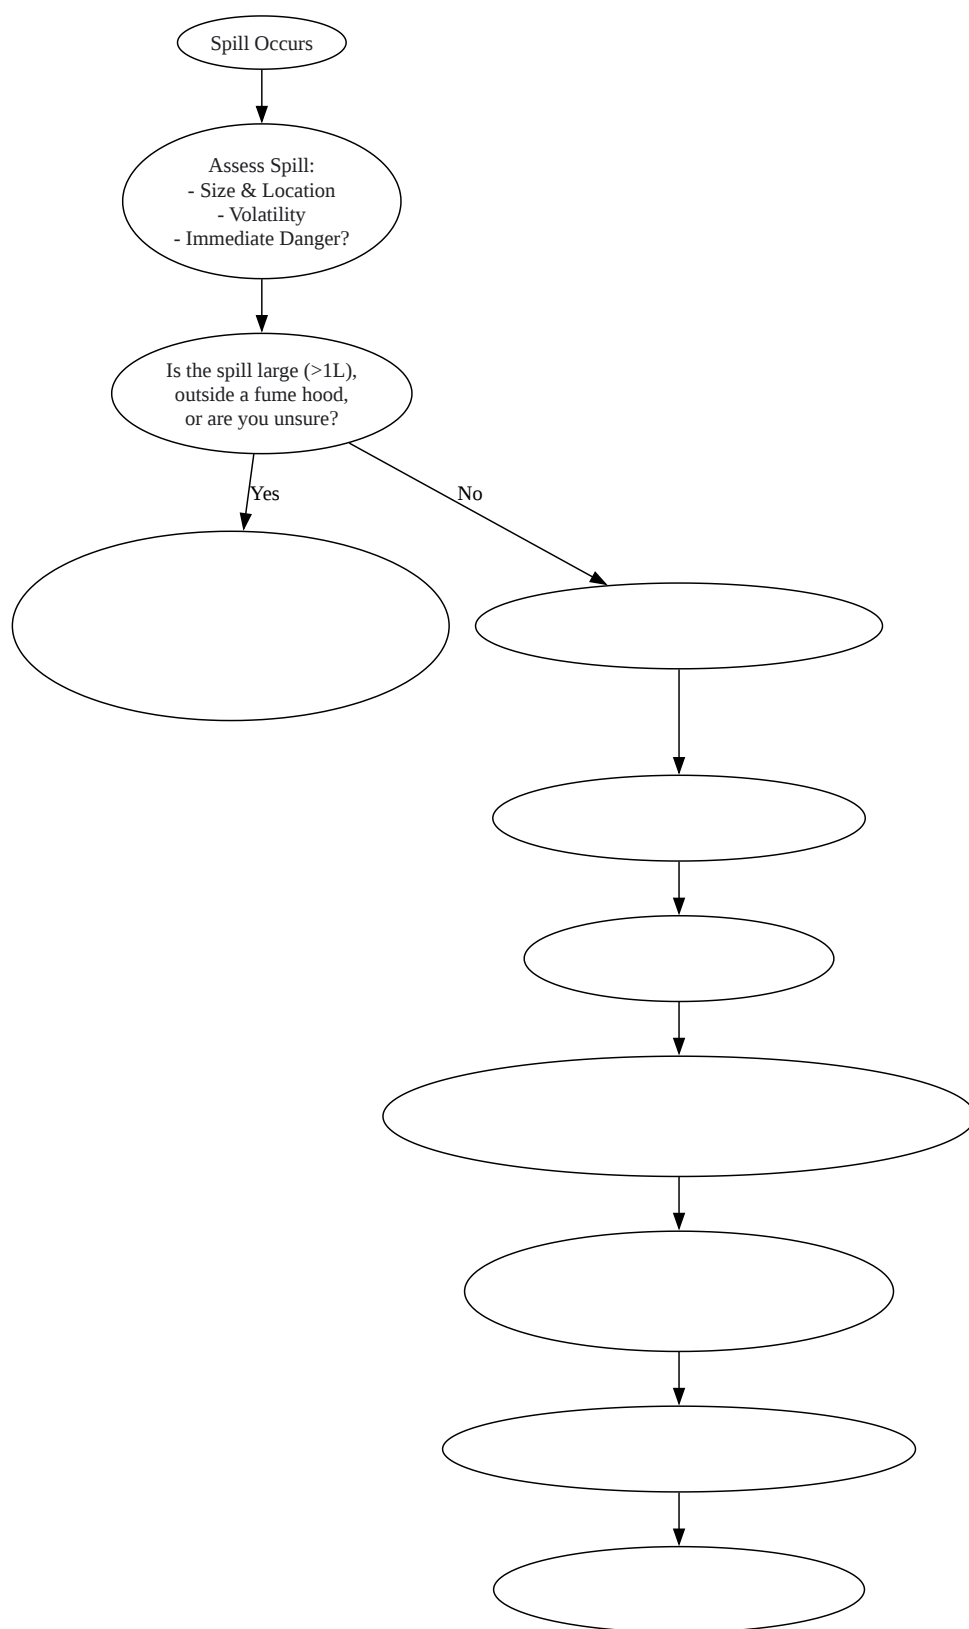 Spill Occurs
Assess Spill:
- Size & Location
- Volatility
- Immediate Danger?
Is the spill large (>1L),
outside a fume hood,
or are you unsure?
Yes
No